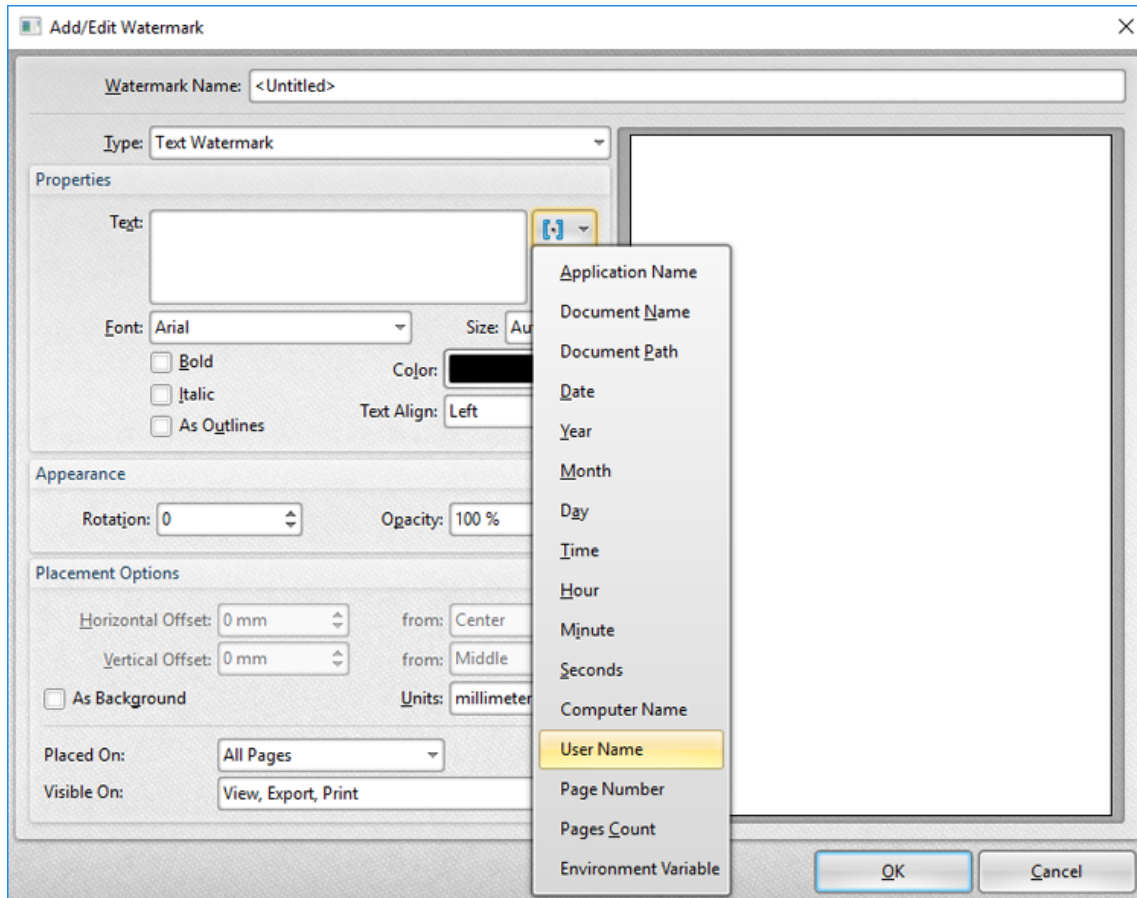 Add/Edit Watermark
Watermark Name: <Untitled>
Type: Text Watermark
Properties
Text:
Font: Arial
Size: Au
Bold
Color:
Italic
Text Align: Left
As Outlines
Appearance
Rotation: 0
Opacity: 100 %
Placement Options
Horizontal Offset: 0 mm
from: Center
Vertical Offset: 0 mm
from: Middle
As Background
Units: millimeter
Placed On: All Pages
Visible On: View, Export, Print
Application Name
Document Name
Document Path
Date
Year
Month
Day
Time
Hour
Minute
Seconds
Computer Name
User Name
Page Number
Pages Count
Environment Variable
OK
Cancel